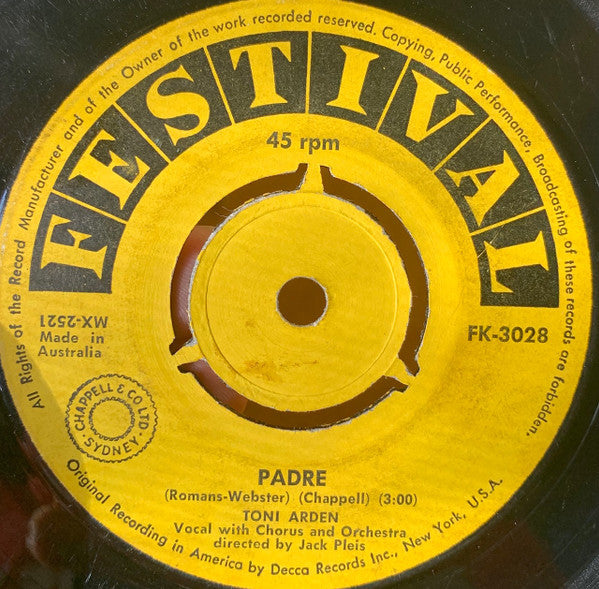 All Rights of the Record Manufacturer and of the Owner of the work recorded reserved. Copying, Public Performance, Broadcasting of these records are forbidden.
FESTIVAL
45 rpm
MX-2521
Made in
Australia
FK-3028
CHAPPELL & CO LTD.
SYDNEY
PADRE
(Romans-Webster) (Chappell) (3:00)
TONI ARDEN
Vocal with Chorus and Orchestra
directed by Jack Pleis
Original Recording in America by Decca Records Inc., New York, U.S.A.